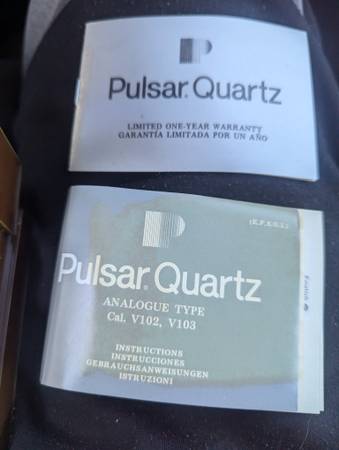 Pulsar. Quartz
LIMITED ONE-YEAR WARRANTY
GARANTÍA LIMITADA POR UN AÑO
Pulsar. Quartz
ANALOGUE TYPE
Cal. V102, V103
INSTRUCTIONS
INSTRUCCIONES
GEBRAUCHSANWEISUNGEN
ISTRUZIONI